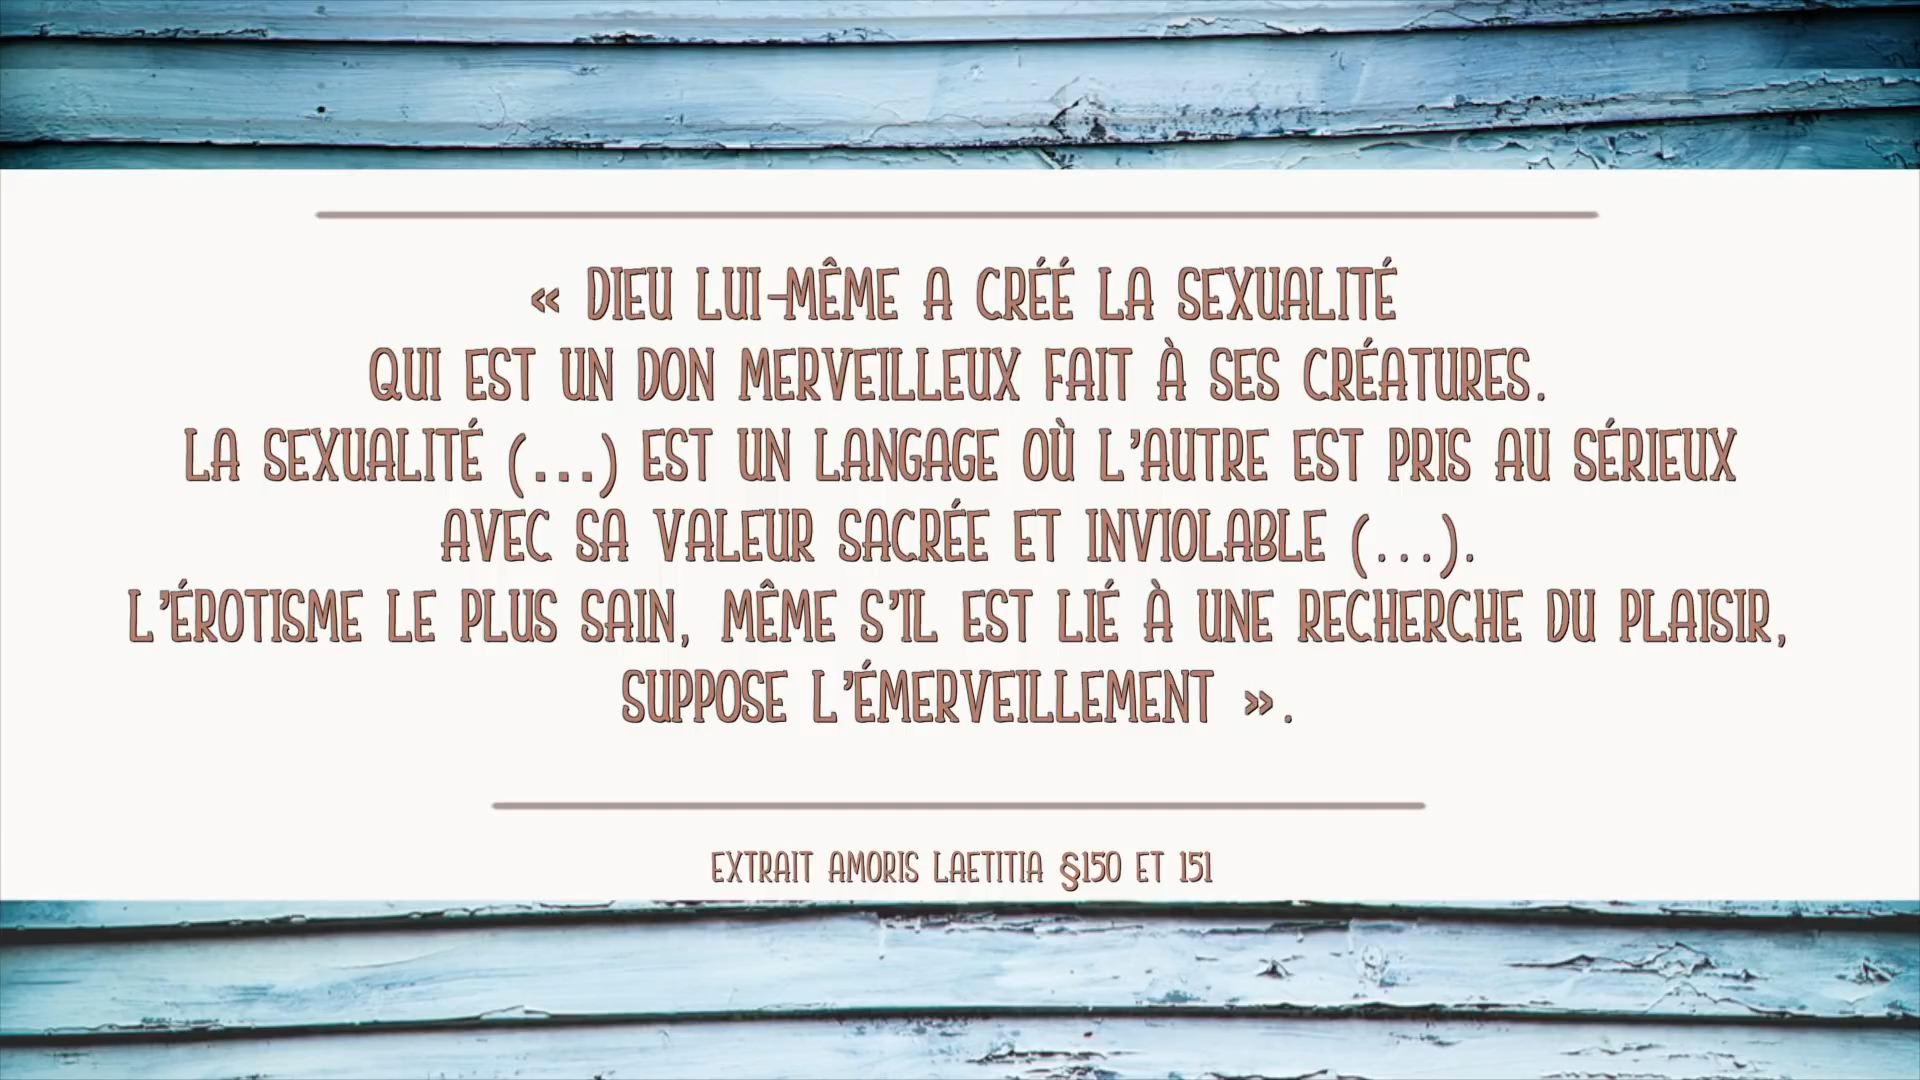 « DIEU LUI-MÊME A CRÉÉ LA SEXUALITÉ
QUI EST UN DON MERVEILLEUX FAIT À SES CRÉATURES.
LA SEXUALITÉ (...) EST UN LANGAGE OÙ L'AUTRE EST PRIS AU SÉRIEUX
AVEC SA VALEUR SACRÉE ET INVIOLABLE (...).
L'ÉROTISME LE PLUS SAIN, MÊME S'IL EST LIÉ À UNE RECHERCHE DU PLAISIR,
SUPPOSE L'ÉMERVEILLEMENT ».
EXTRAIT AMORIS LAETITIA §150 ET 151